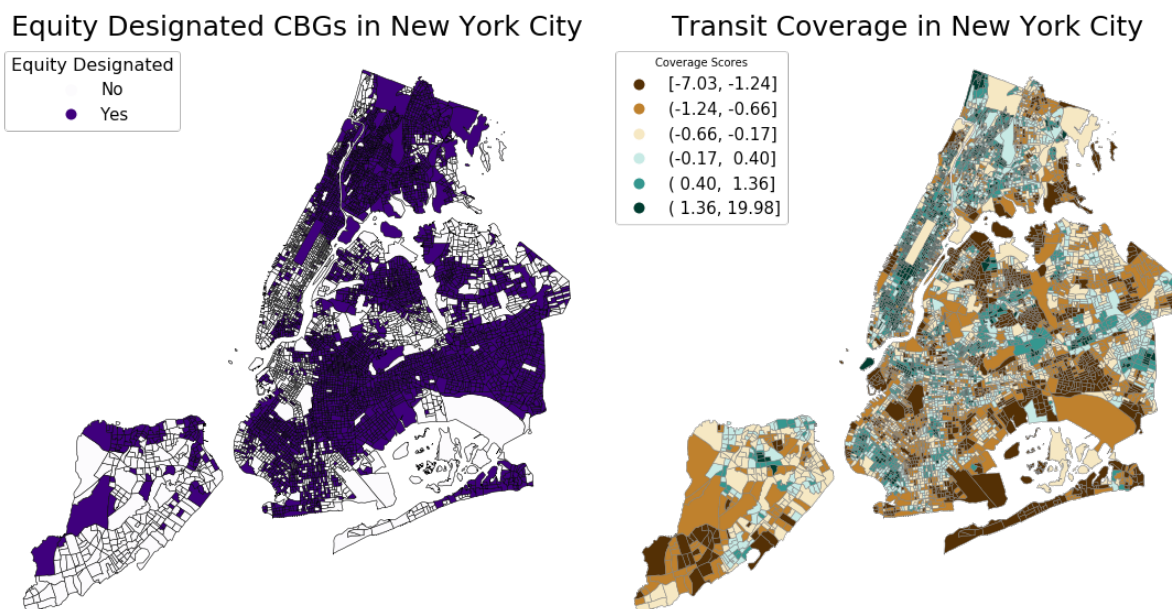 Equity Designated CBGs in New York City
Equity Designated
No
Yes
Transit Coverage in New York City
Coverage Scores
[-7.03, -1.24]
(-1.24, -0.66]
(-0.66, -0.17]
(-0.17,  0.40]
( 0.40,  1.36]
( 1.36, 19.98]